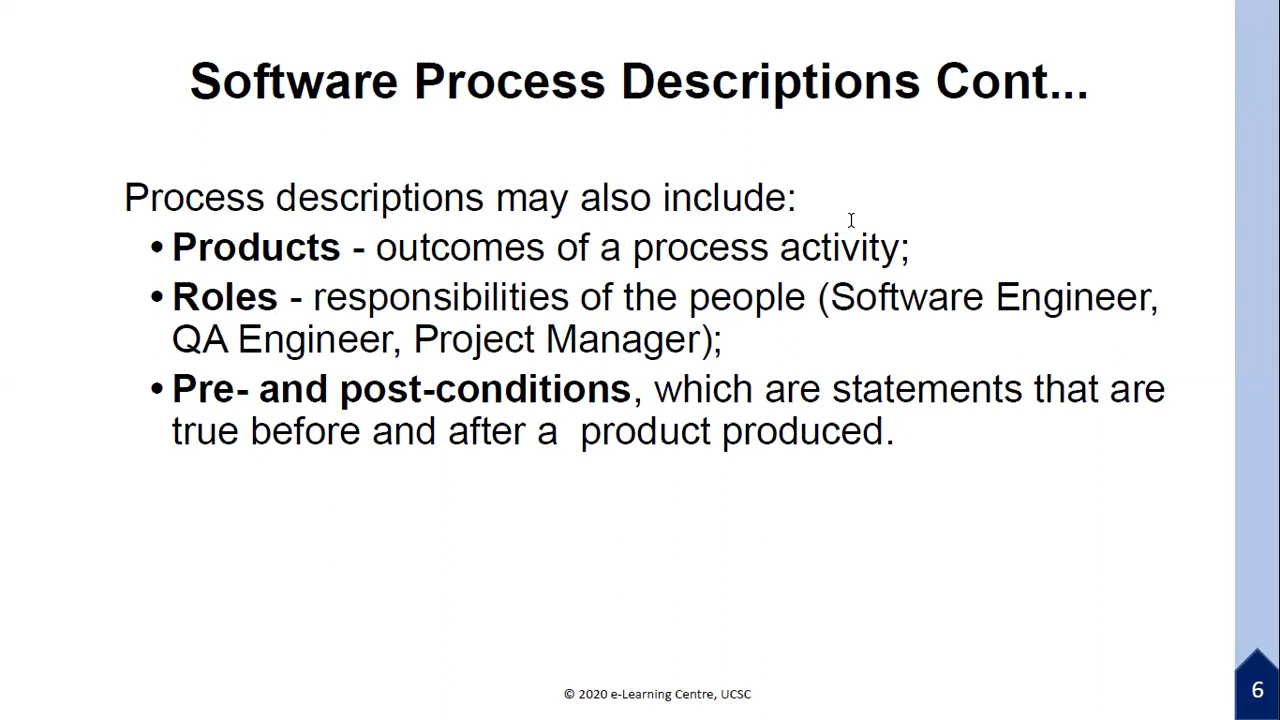 Software Process Descriptions Cont...
Process descriptions may also include:
• Products - outcomes of a process activity;
• Roles - responsibilities of the people (Software Engineer,
QA Engineer, Project Manager);
• Pre- and post-conditions, which are statements that are
true before and after a  product produced.
© 2020 e-Learning Centre, UCSC
6